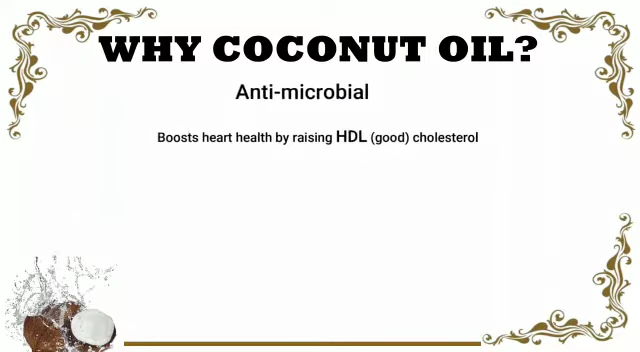 WHY COCONUT OIL?
Anti-microbial
Boosts heart health by raising HDL (good) cholesterol